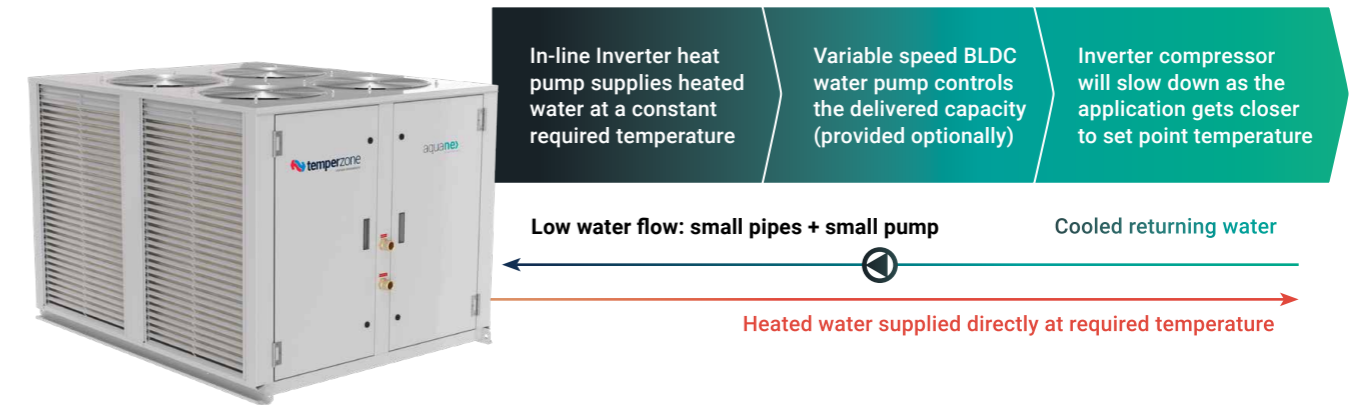 temperzone
aquanex
In-line Inverter heat
pump supplies heated
water at a constant
required temperature
Variable speed BLDC
water pump controls
the delivered capacity
(provided optionally)
Inverter compressor
will slow down as the
application gets closer
to set point temperature
Low water flow: small pipes + small pump
Cooled returning water
Heated water supplied directly at required temperature